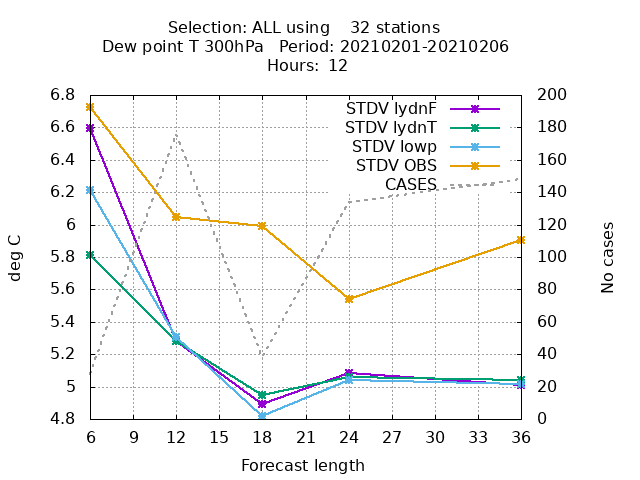 Selection: ALL using    32 stations
Dew point T 300hPa   Period: 20210201-20210206
Hours:  12
6.8
6.6
6.4
6.2
6
5.8
5.6
5.4
5.2
5
4.8
deg C
STDV lydnF
STDV lydnT
STDV lowp
STDV OBS
CASES
200
180
160
140
120
100
80
60
40
20
0
No cases
6 9 12 15 18 21 24 27 30 33 36
Forecast length